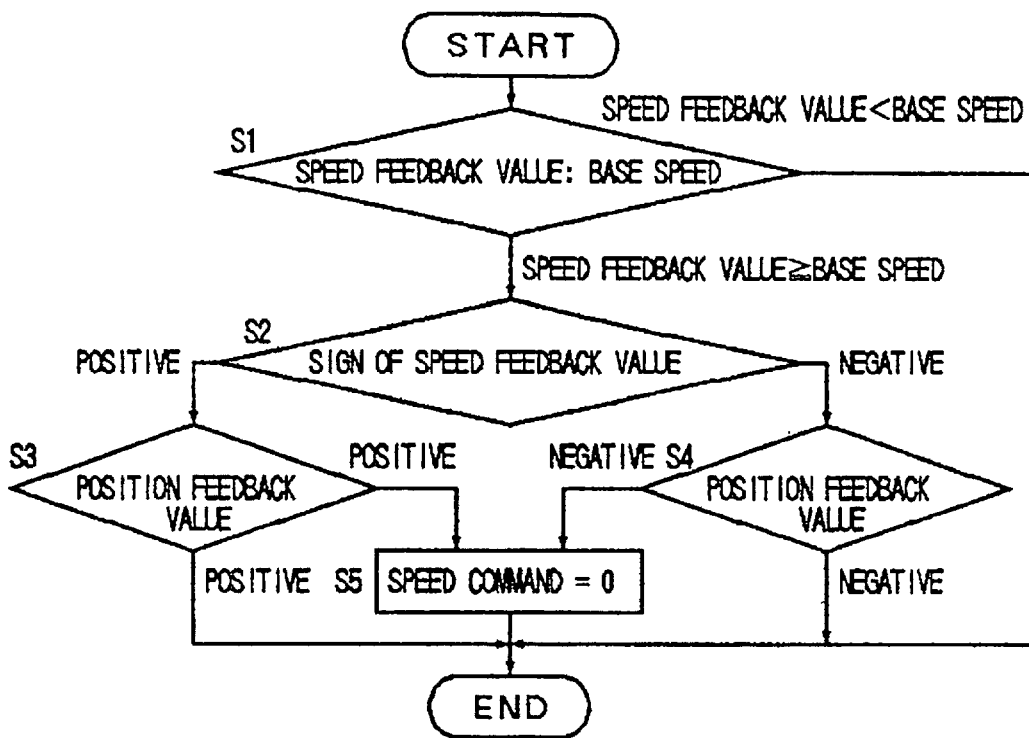 START
SPEED FEEDBACK VALUE<BASE SPEED
S1
SPEED FEEDBACK VALUE: BASE SPEED
SPEED FEEDBACK VALUE≧BASE SPEED
S2
POSITIVE
SIGN OF SPEED FEEDBACK VALUE
NEGATIVE
S3
POSITIVE
NEGATIVE S4
POSITION FEEDBACK
VALUE
POSITION FEEDBACK
VALUE
POSITIVE S5
SPEED COMMAND = 0
NEGATIVE
END